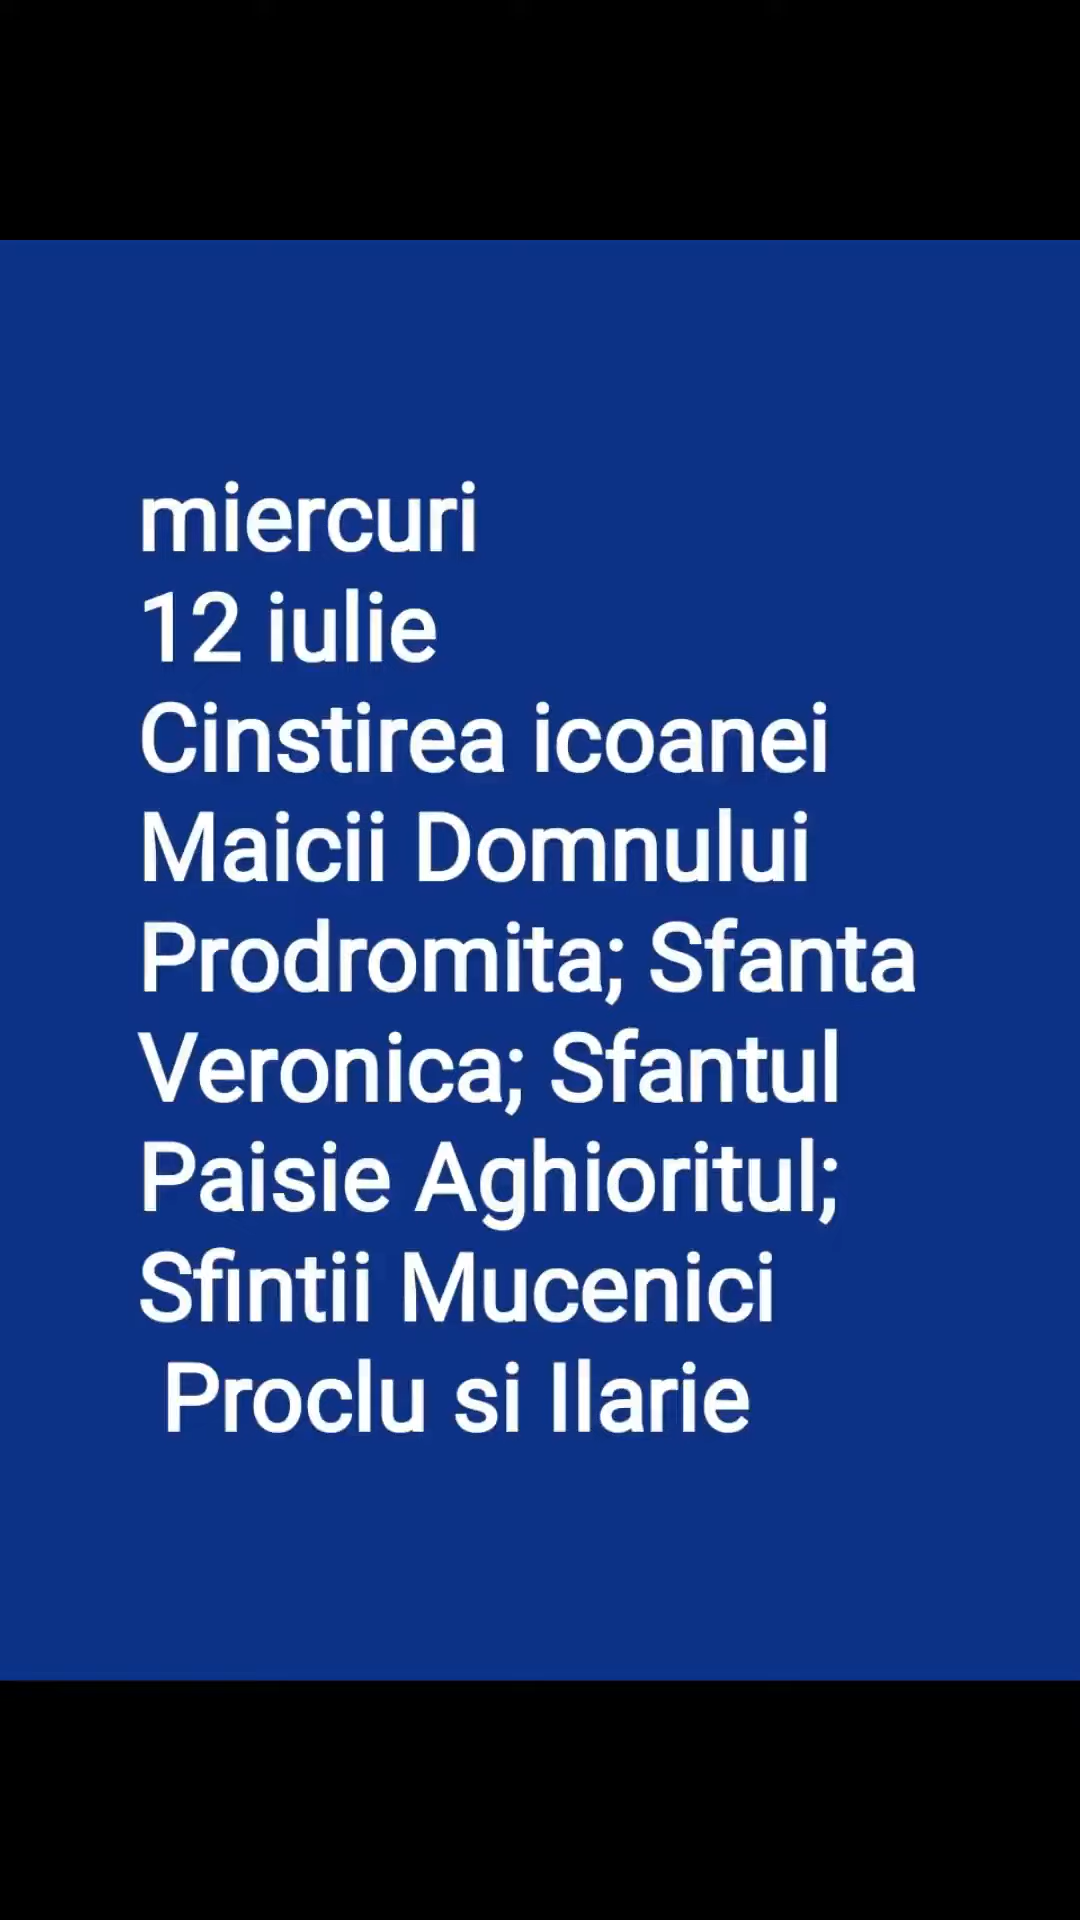 miercuri
12 iulie
Cinstirea icoanei
Maicii Domnului
Prodromita; Sfanta
Veronica; Sfantul
Paisie Aghioritul;
Sfintii Mucenici
Proclu si Ilarie